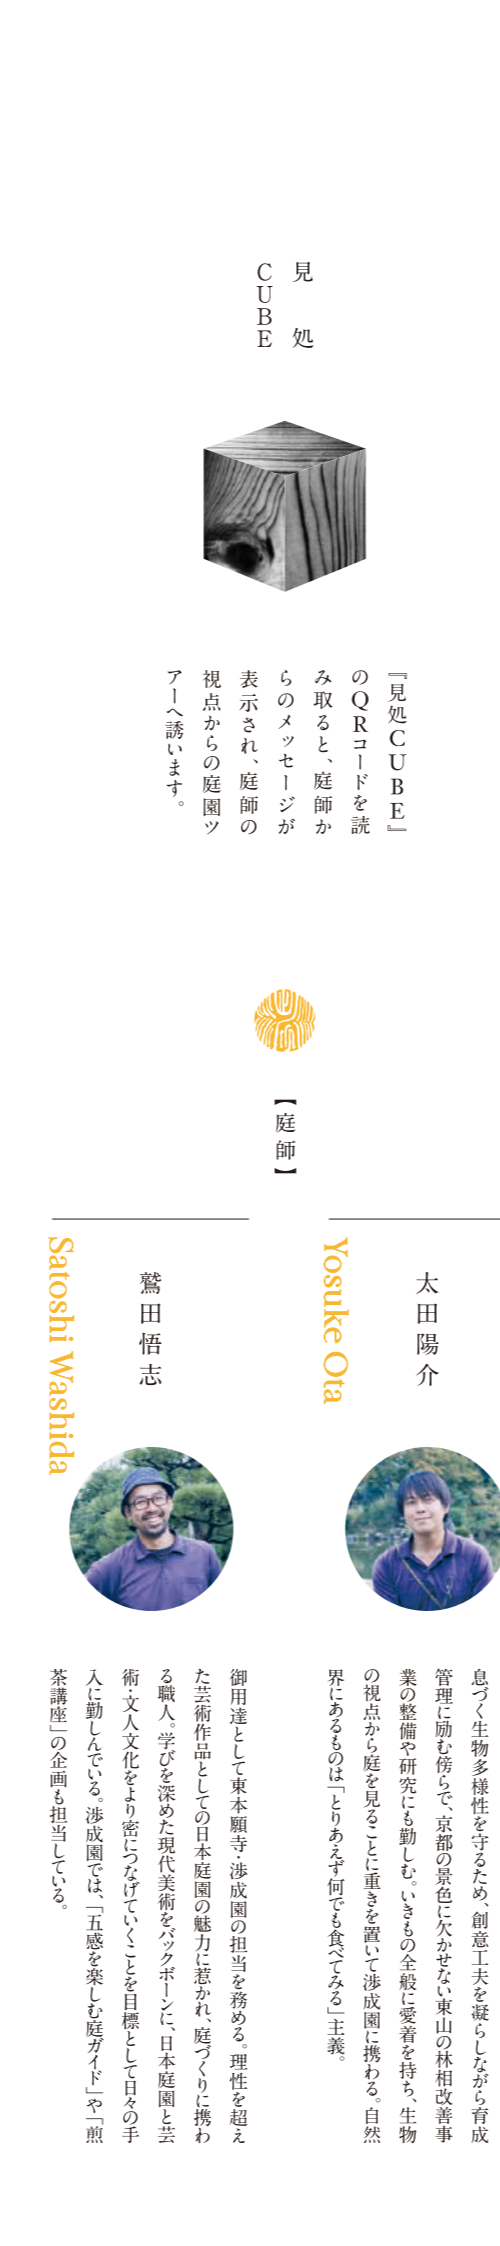 見処
CUBE
『見処CUBE』
のQRコードを読
み取ると、庭師か
らのメッセージが
表示され、庭師の
視点からの庭園ツ
アーへ誘います。
【庭師】
太田陽介
Yosuke Ota
息づく生物多様性を守るため、創意工夫を凝らしながら育成
管理に励む傍らで、京都の景色に欠かせない東山の林相改善事
業の整備や研究にも勤しむ。いきもの全般に愛着を持ち、生物
の視点から庭を見ることに重きを置いて渉成園に携わる。自然
界にあるものは「とりあえず何でも食べてみる」主義。
鷲田悟志
Satoshi Washida
御用達として東本願寺・渉成園の担当を務める。理性を超え
た芸術作品としての日本庭園の魅力に惹かれ、庭づくりに携わ
る職人。学びを深めた現代美術をバックボーンに、日本庭園と芸
術・文人文化をより密につなげていくことを目標として日々の手
入に勤しんでいる。渉成園では、「五感を楽しむ庭ガイド」や「煎
茶講座」の企画も担当している。